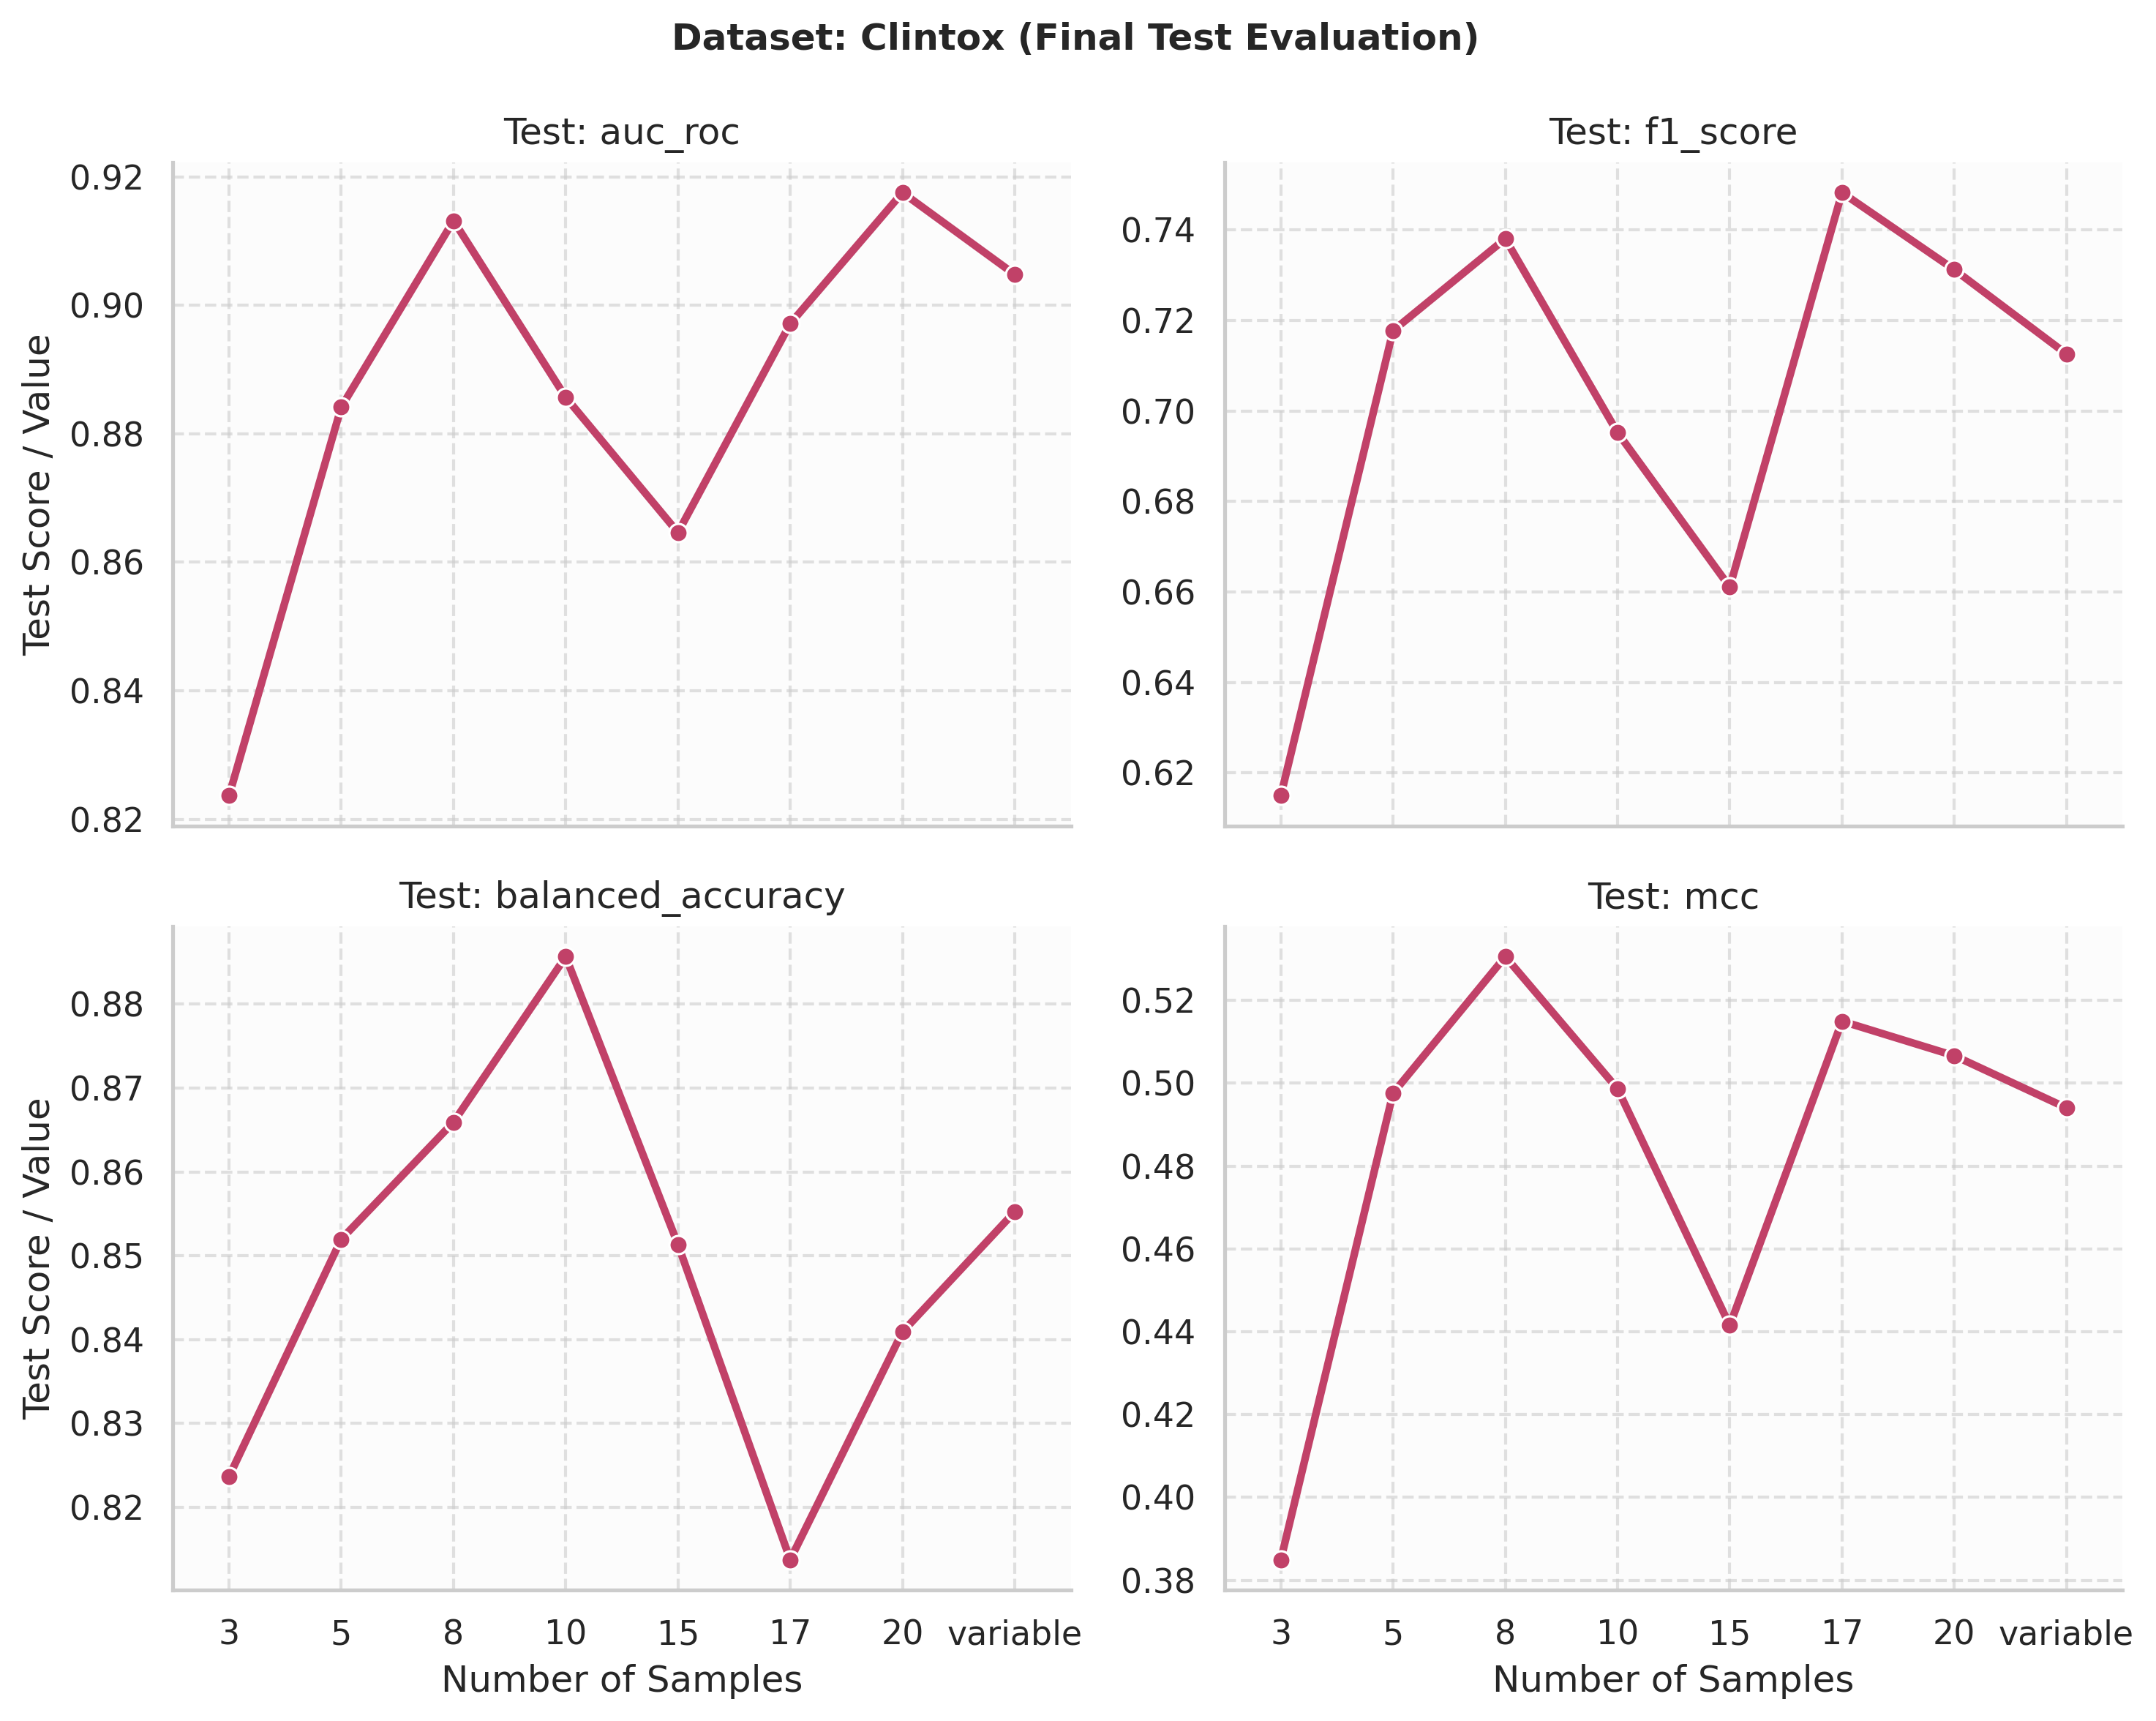 Dataset: Clintox (Final Test Evaluation)
Test: auc_roc
0.92
0.90
0.88
0.86
0.84
0.82
Test Score / Value
Test: f1_score
0.74
0.72
0.70
0.68
0.66
0.64
0.62
Test: balanced_accuracy
0.88
0.87
0.86
0.85
0.84
0.83
0.82
Test Score / Value
3 5 8 10 15 17 20 variable
Number of Samples
Test: mcc
0.52
0.50
0.48
0.46
0.44
0.42
0.40
0.38
3 5 8 10 15 17 20 variable
Number of Samples